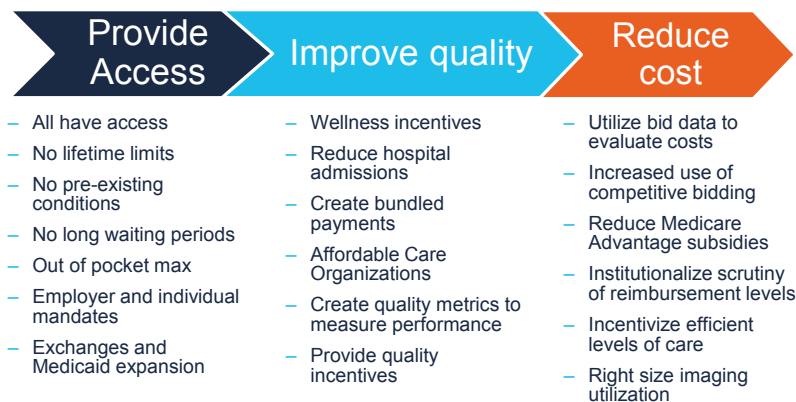 Provide
Access
Improve quality
Reduce
cost
– All have access
– No lifetime limits
– No pre-existing
conditions
– No long waiting periods
– Out of pocket max
– Employer and individual
mandates
– Exchanges and
Medicaid expansion
– Wellness incentives
– Reduce hospital
admissions
– Create bundled
payments
– Affordable Care
Organizations
– Create quality metrics to
measure performance
– Provide quality
incentives
– Utilize bid data to
evaluate costs
– Increased use of
competitive bidding
– Reduce Medicare
Advantage subsidies
– Institutionalize scrutiny
of reimbursement levels
– Incentivize efficient
levels of care
– Right size imaging
utilization